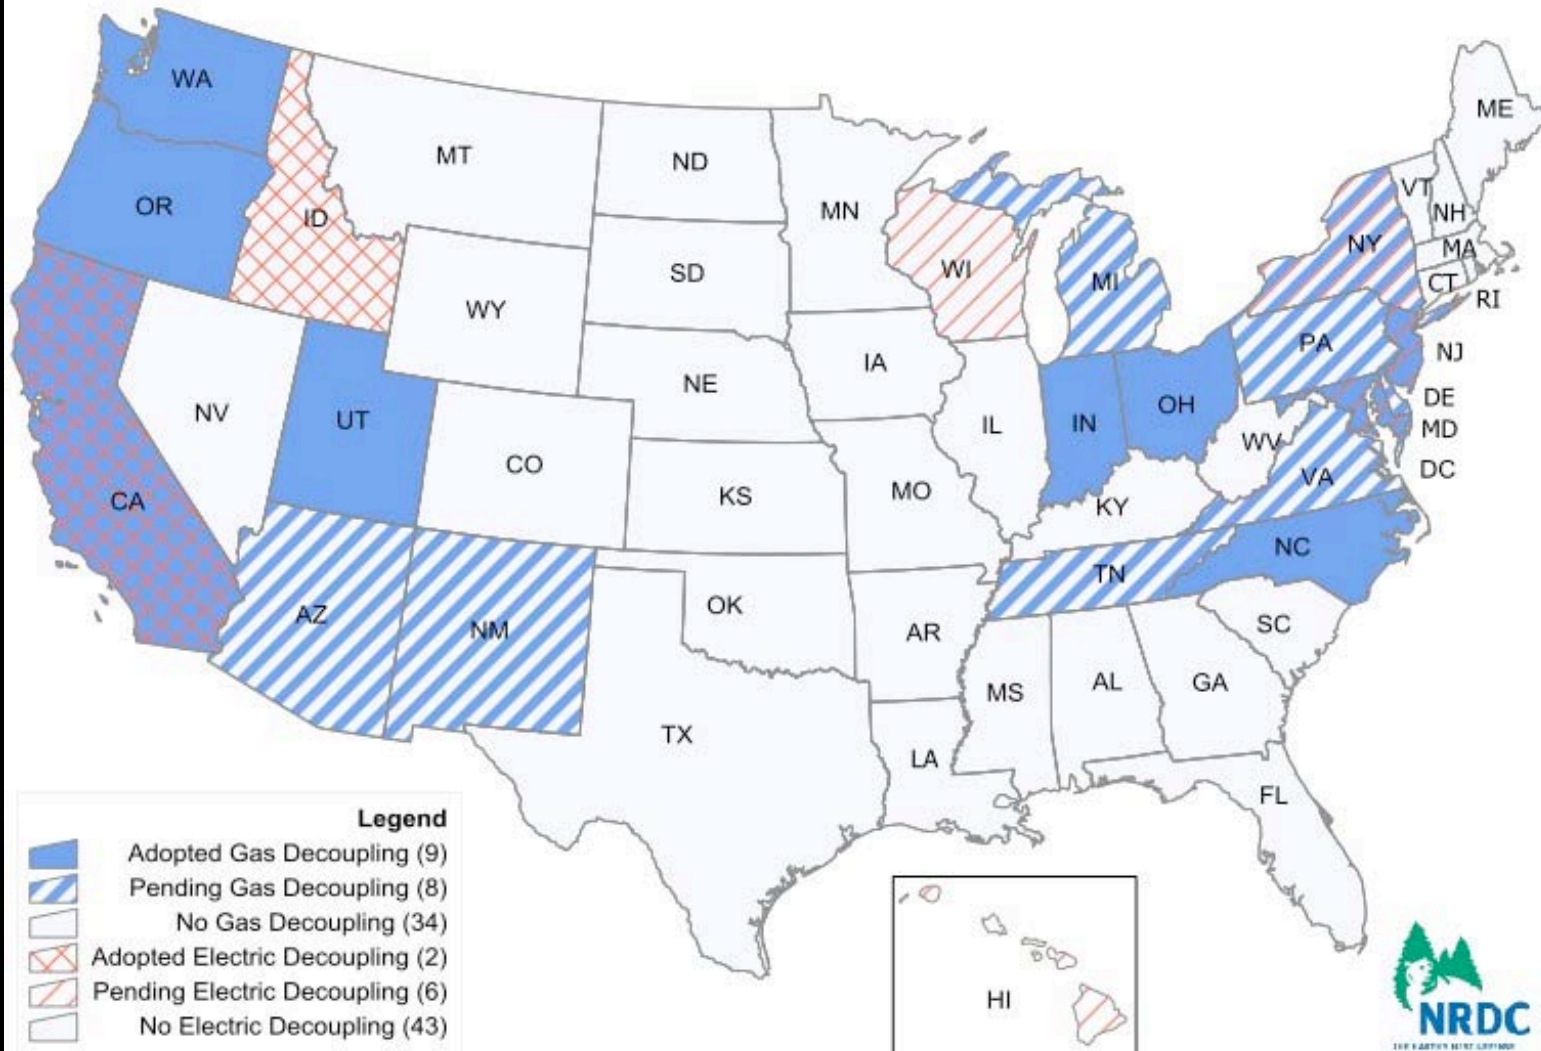 WA
MT
ND
MN
ME
OR
ID
SD
WI
MI
NY
VT
NH
MA
CT
RI
WY
IA
PA
NJ
NV
UT
NE
IL
IN
OH
DE
MD
DC
CO
CA
KS
MO
WV
VA
KY
NC
TN
AZ
NM
OK
AR
SC
MS
AL
GA
TX
LA
FL
HI
Legend
Adopted Gas Decoupling (9)
Pending Gas Decoupling (8)
No Gas Decoupling (34)
Adopted Electric Decoupling (2)
Pending Electric Decoupling (6)
No Electric Decoupling (43)
NRDC
THE EARTH'S BEST DEFENSE